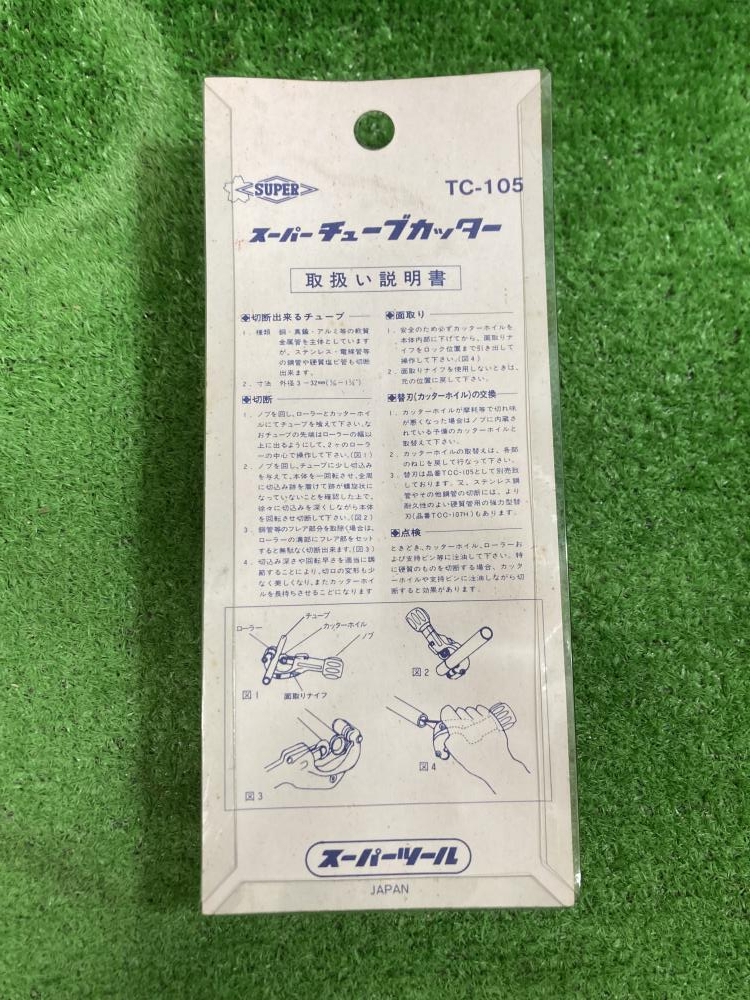 SUPER
TC-105
スーパーチューブカッター
取扱い説明書
切断出来るチューブ
1. 種類 銅・真鍮・アルミ等の軟質
金属管を主体としています
が、ステンレス・電線管等
の鋼管や硬質塩ビ管も切断
出来ます。
2. 寸法 外径3〜32mm(⅛〜1¼")
切断
1. ノブを回し、ローラーとカッターホイ
ルにてチューブを喰えて下さい。な
おチューブの先端はローラーの幅以
上に出るようにして、2ヶのローラ
ーの中心で操作して下さい。(図1)
2. ノブを回し、チューブに少し切込み
を与えて、本体を一回転させ、全周
に切込み跡を着けて跡が螺旋状に
なっていないことを確認した上で、
徐々に切込みを深くしながら本体
を回転させ切断して下さい。(図2)
3. 銅管等のフレア部分を取除く場合は、
ローラーの溝部にフレア部をセット
すると無駄なく切断出来ます。(図3)
4. 切込み深さや回転早さを適当に調
節することにより、切口の変形も少
なく美しくなり、またカッターホイ
ルを長持ちさせることになります
面取り
1. 安全のため必ずカッターホイルを
本体内部に下げてから、面取りナ
イフをロック位置まで引き出して
操作して下さい。(図4)
2. 面取りナイフを使用しないときは、
元の位置に戻して下さい。
替刃(カッターホイル)の交換
1. カッターホイルが摩耗等で切れ味
が悪くなった場合はノブに内蔵さ
れている予備のカッターホイルと
取替えて下さい。
2. カッターホイルの取替えは、各部
のねじを戻して行なって下さい。
3. 替刃は品番TCC-105として別売致
しております。又、ステンレス鋼
管やその他鋼管の切断には、より
耐久性のよい硬質管用の強力型替
刃(品番TCC-107H)もあります。
点検
ときどき、カッターホイル、ローラーお
よび支持ピン等に注油して下さい。特
に硬質のものを切断する場合、カッタ
ーホイルや支持ピンに注油しながら切
断すると効果があります。
チューブ
ローラー
カッターホイル
ノブ
図1
面取りナイフ
図2
図3
図4
スーパーツール
JAPAN